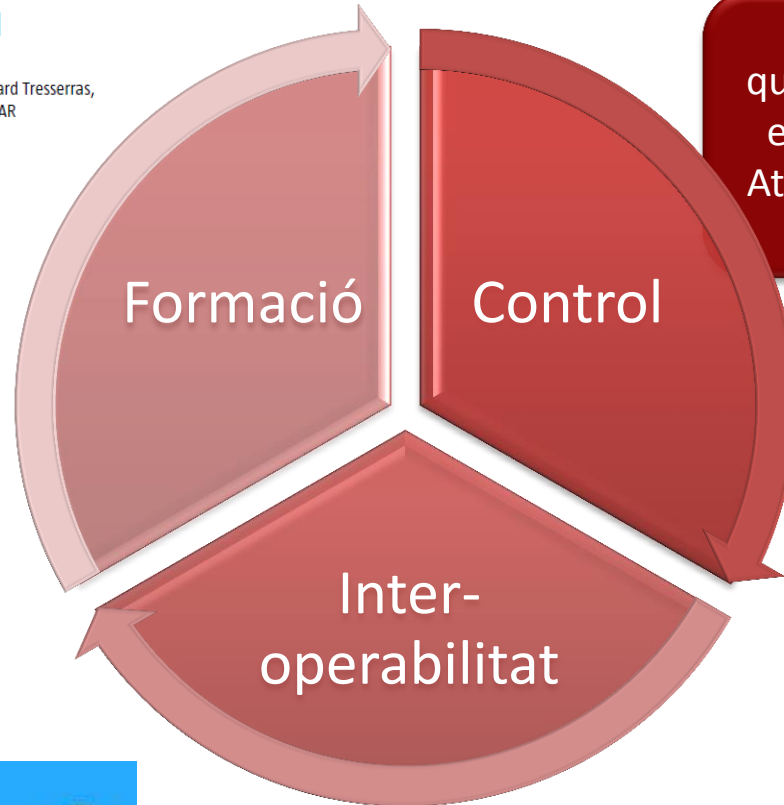 ard Tresserras,
AR
qu
e
At
Formació
Control
Inter-
operabilitat